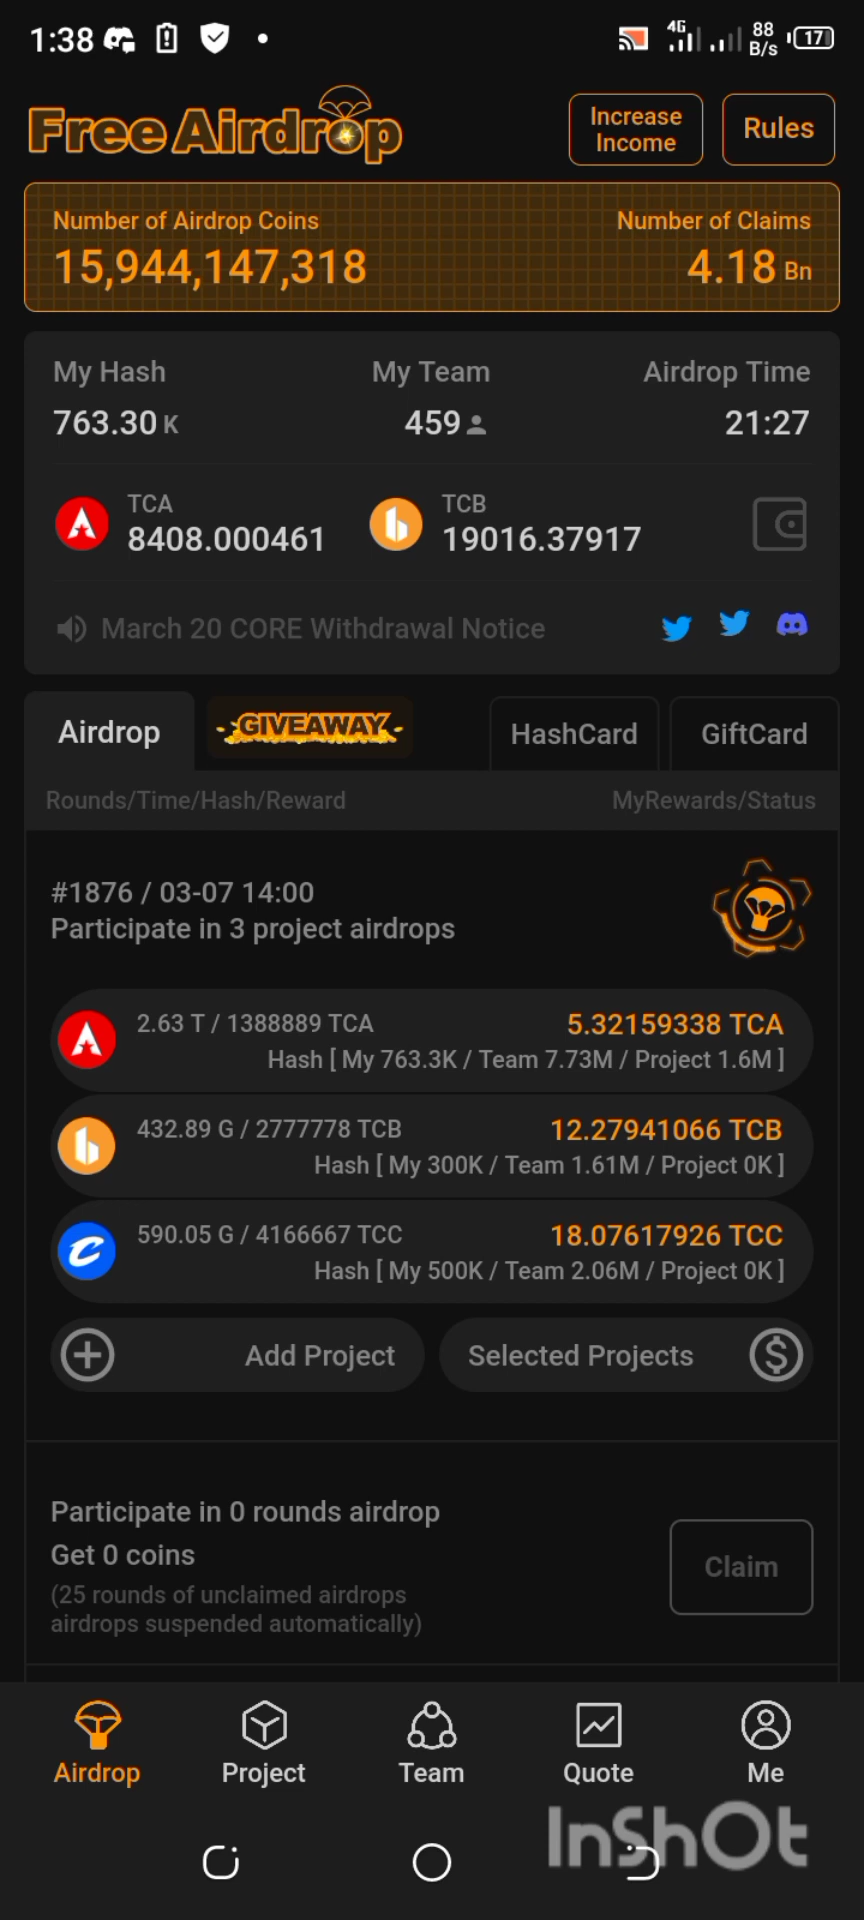 1:38
4G
88
B/s
17
Free Airdrop
Increase
Income
Rules
Number of Airdrop Coins
Number of Claims
15,944,147,318
4.18 Bn
My Hash
My Team
Airdrop Time
763.30 K
459
21:27
TCA
8408.000461
TCB
19016.37917
March 20 CORE Withdrawal Notice
Airdrop
GIVEAWAY
HashCard
GiftCard
Rounds/Time/Hash/Reward
MyRewards/Status
#1876 / 03-07 14:00
Participate in 3 project airdrops
2.63 T / 1388889 TCA
5.32159338 TCA
Hash [ My 763.3K / Team 7.73M / Project 1.6M ]
432.89 G / 2777778 TCB
12.27941066 TCB
Hash [ My 300K / Team 1.61M / Project 0K ]
590.05 G / 4166667 TCC
18.07617926 TCC
Hash [ My 500K / Team 2.06M / Project 0K ]
Add Project
Selected Projects
Participate in 0 rounds airdrop
Get 0 coins
(25 rounds of unclaimed airdrops
airdrops suspended automatically)
Claim
Airdrop
Project
Team
Quote
Me
InShOt